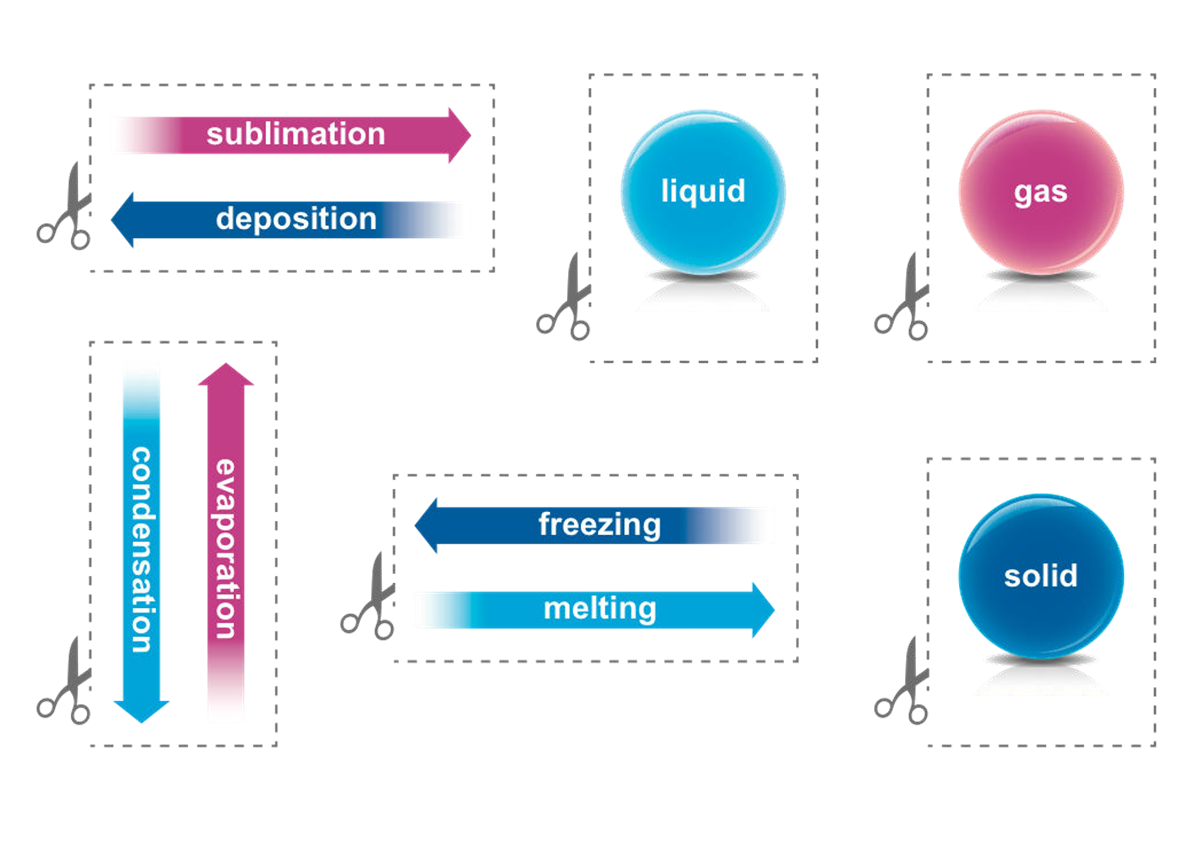 sublimation
deposition
liquid
gas
condensation
evaporation
freezing
melting
solid